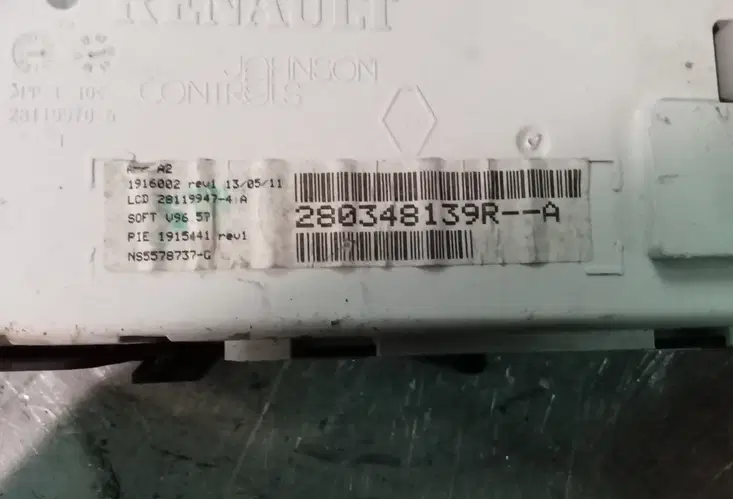 RENAULT
JOHNSON
CONTROLS
A2
1916002 rev1 13/05/11
LCD 28119947-4 A
SOFT V96.5?
PIE 1915441 rev1
NS5578737-G
280348139R--A